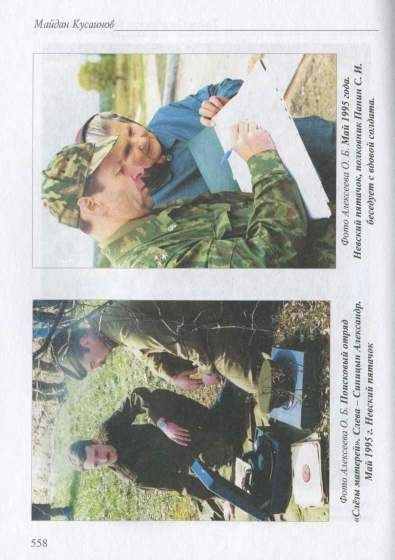 Майдан Кусаинов
Фото Алексеева О. Б. Май 1995 года.
Невский пятачок, полковник Панин С. И.
беседует с вдовой солдата.
Фото Алексеева О. Б. Поисковый отряд
«Слёзы матерей». Слева – Синицын Александр.
Май 1995 г. Невский пятачок
558